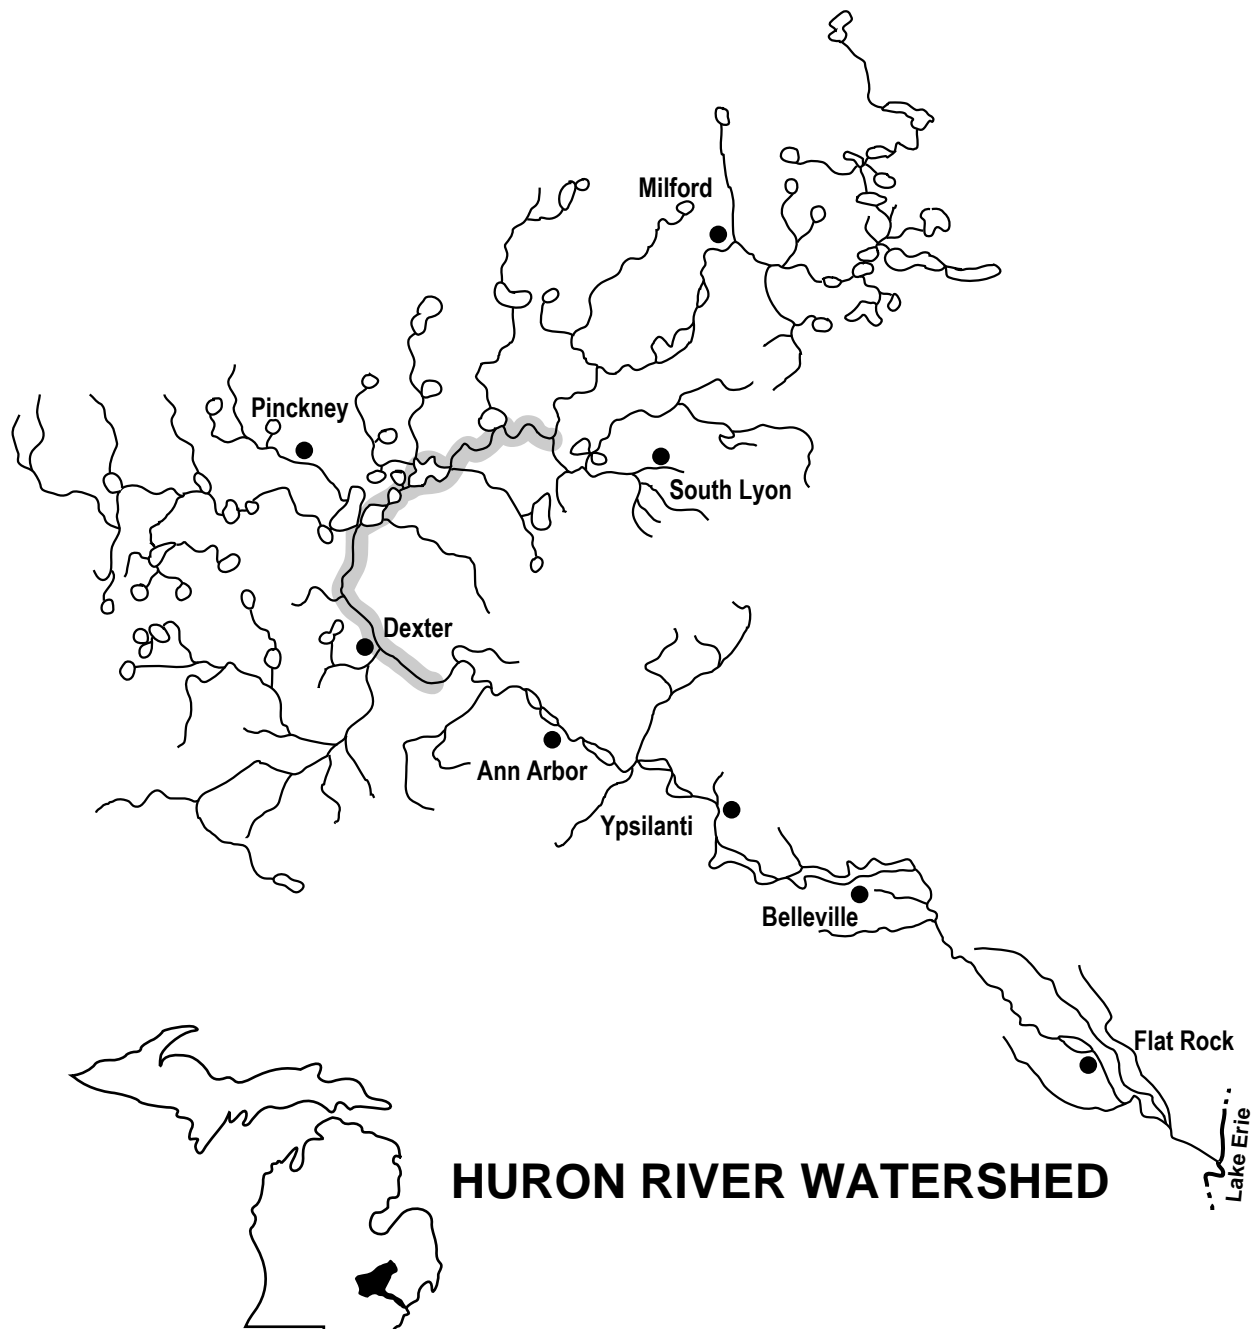 Milford
Pinckney
South Lyon
Dexter
Ann Arbor
Ypsilanti
Belleville
Flat Rock
Lake Erie
HURON RIVER WATERSHED